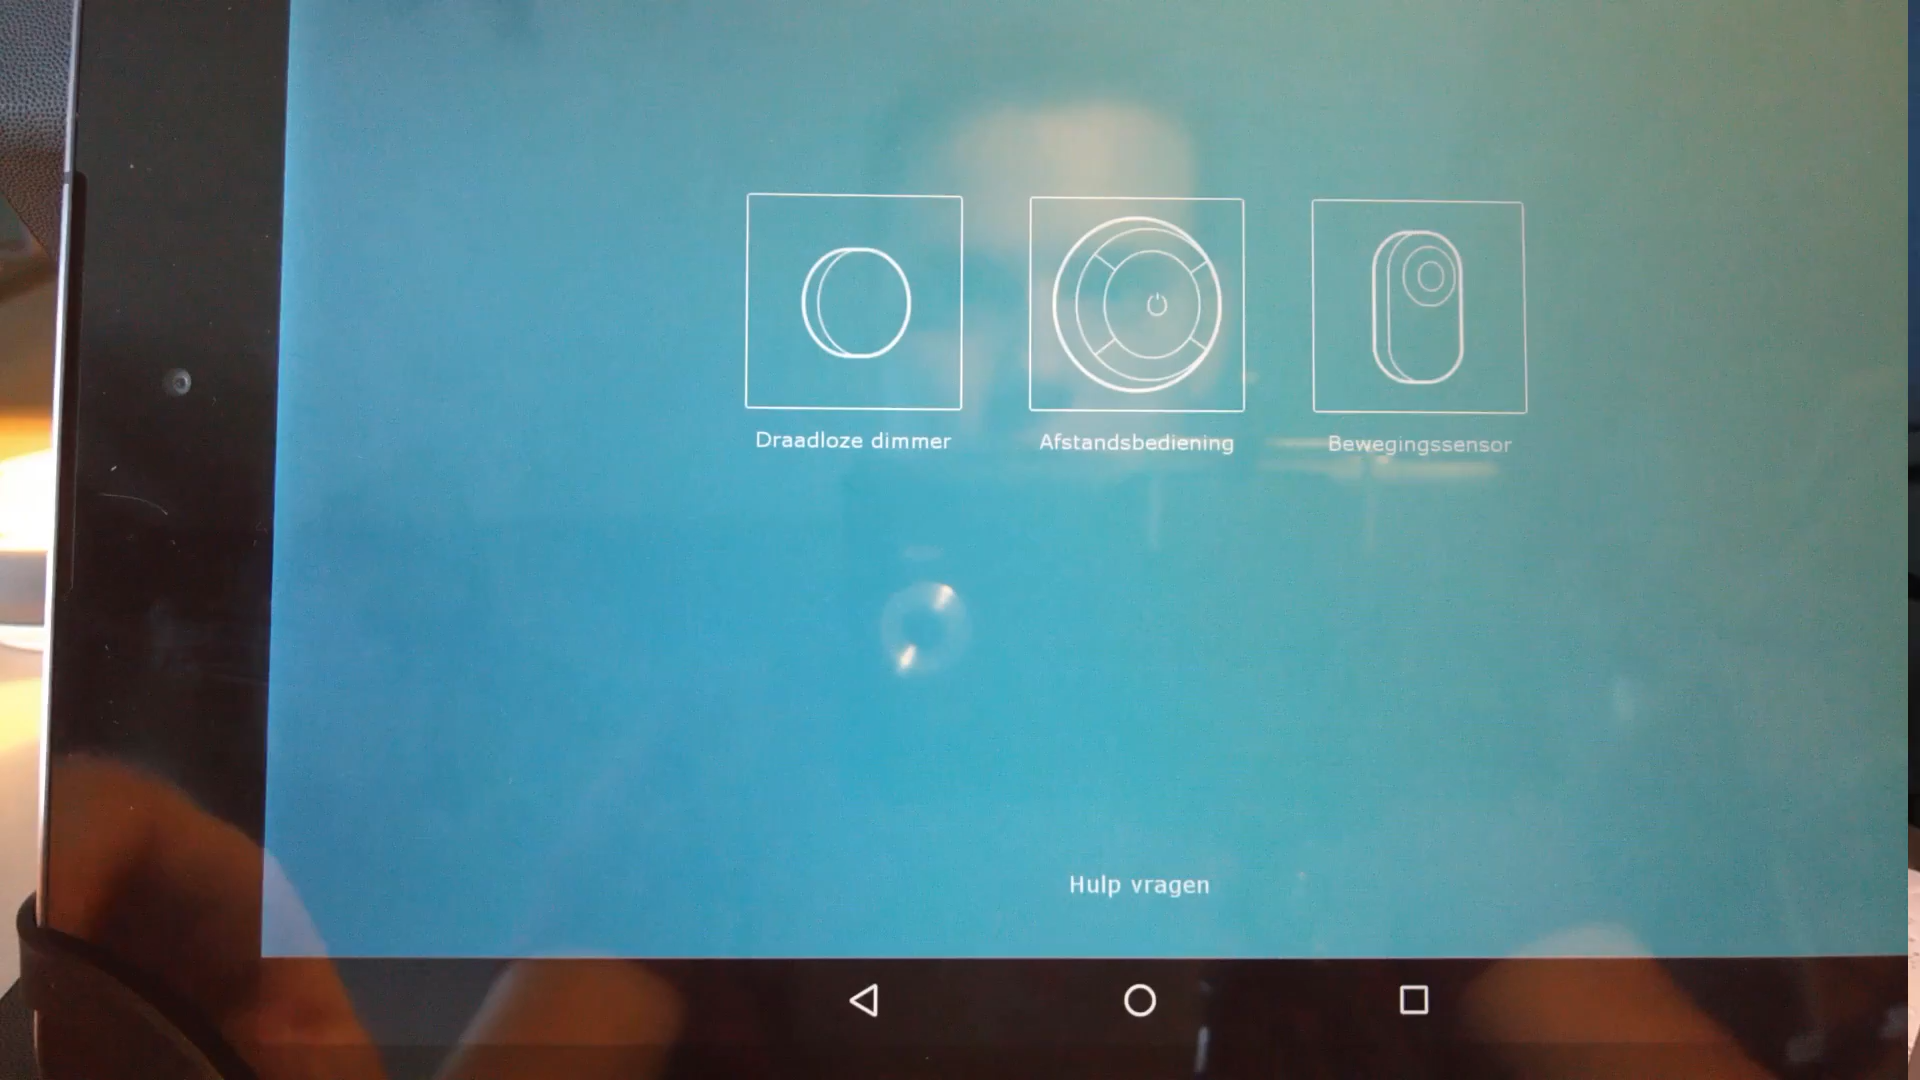 Draadloze dimmer
Afstandsbediening
Bewegingssensor
Hulp vragen